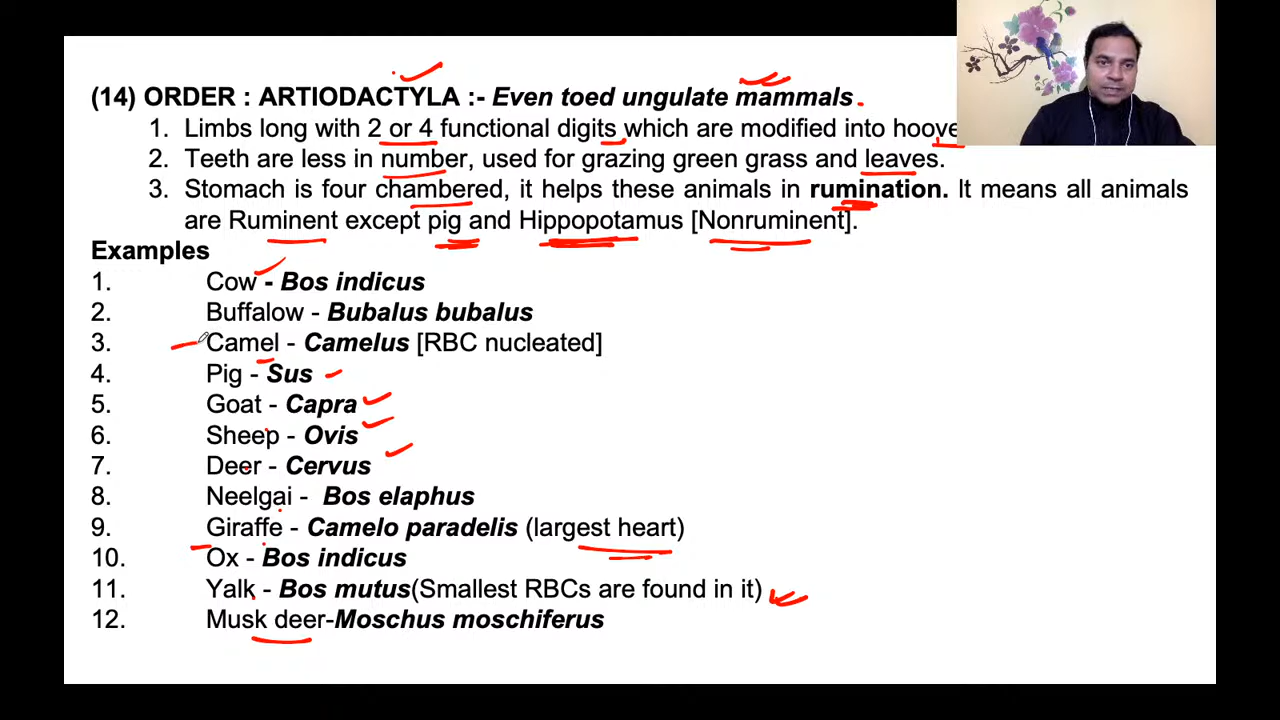 (14) ORDER : ARTIODACTYLA :- Even toed ungulate mammals.
1. Limbs long with 2 or 4 functional digits which are modified into
2. Teeth are less in number, used for grazing green grass and leaves.
3. Stomach is four chambered, it helps these animals in rumination. It means all animals
are Ruminent except pig and Hippopotamus [Nonruminent].
Examples
1. Cow - Bos indicus
2. Buffalow - Bubalus bubalus
3. Camel - Camelus [RBC nucleated]
4. Pig - Sus
5. Goat - Capra
6. Sheep - Ovis
7. Deer - Cervus
8. Neelgai - Bos elaphus
9. Giraffe - Camelo paradelis (largest heart)
10. Ox - Bos indicus
11. Yalk - Bos mutus(Smallest RBCs are found in it)
12. Musk deer-Moschus moschiferus